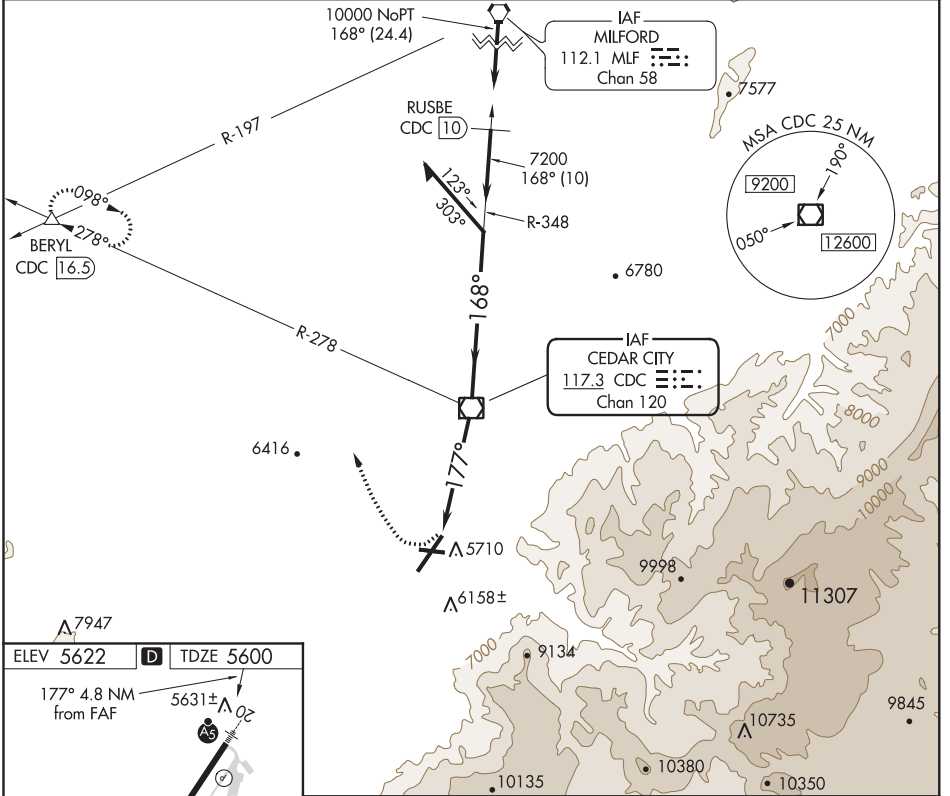 10000 NoPT
168° (24.4)
IAF
MILFORD
112.1 MLF
Chan 58
7577
RUSBE
CDC 10
R-197
MSA CDC 25 NM
190°
9200
050°
12600
7200
168° (10)
123°
303°
R-348
098°
278°
BERYL
CDC 16.5
6780
168°
7000
R-278
IAF
CEDAR CITY
117.3 CDC
Chan 120
8000
6416
177°
9000
10000
5710
9998
11307
6158±
7947
7000
9134
ELEV 5622 D TDZE 5600
177° 4.8 NM
from FAF
5631±
20
A5
9845
10735
10380
10135
10350